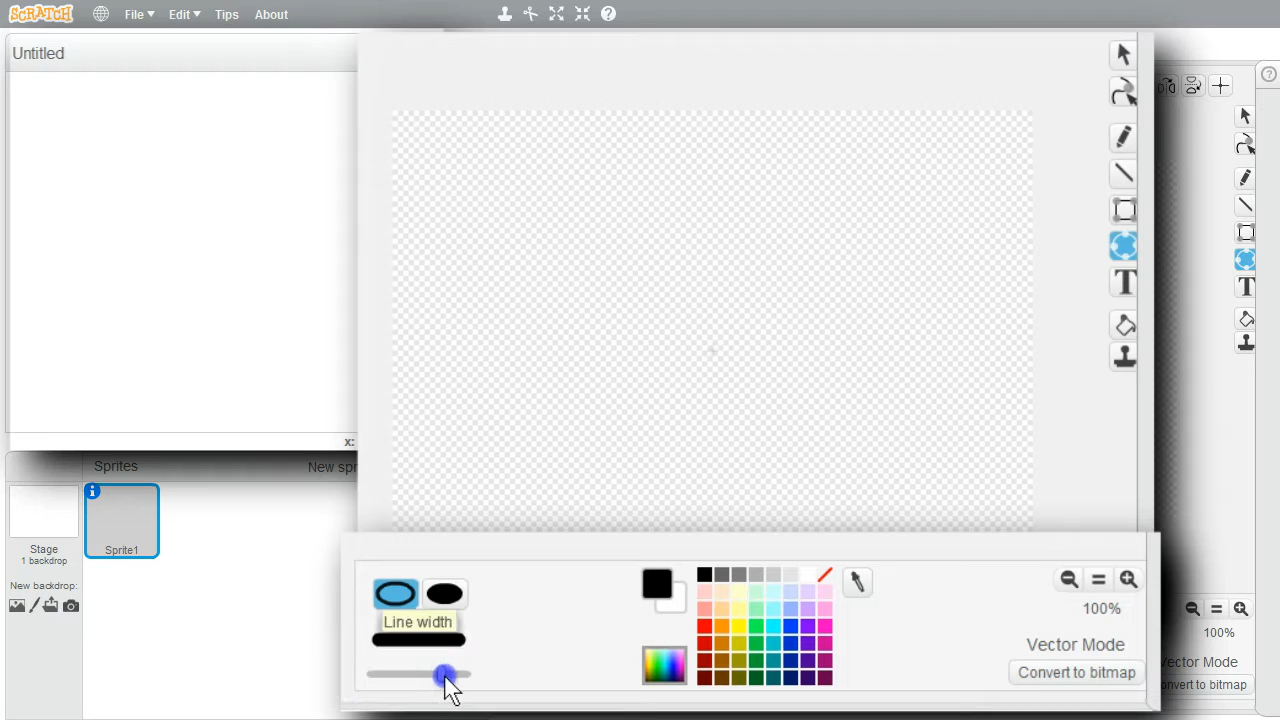 SCRATCH File Edit Tips About
Untitled
x:
Sprites New spr
Sprite1
Stage
1 backdrop
New backdrop:
Line width
100%
Vector Mode
Convert to bitmap
T
T
100%
Vector Mode
onvert to bitmap